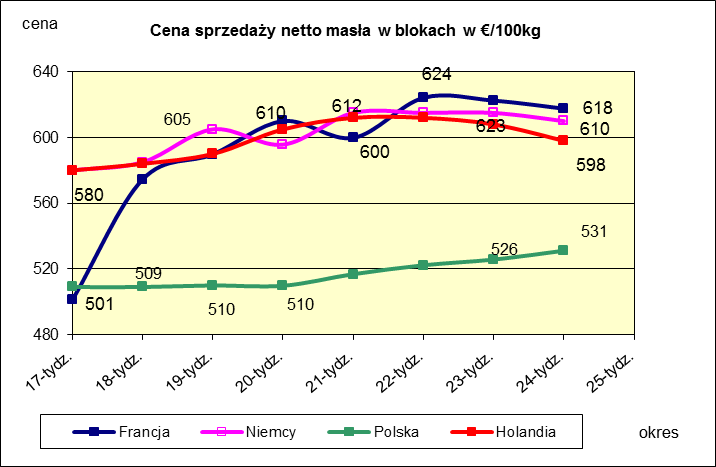 cena
Cena sprzedaży netto masła w blokach w €/100kg
640
624
605
610
612
618
600
623
610
600
598
580
560
531
526
520
509
501
510
510
480
17-tydz.
18-tydz.
19-tydz.
20-tydz.
21-tydz.
22-tydz.
23-tydz.
24-tydz.
25-tydz.
Francja
Niemcy
Polska
Holandia
okres